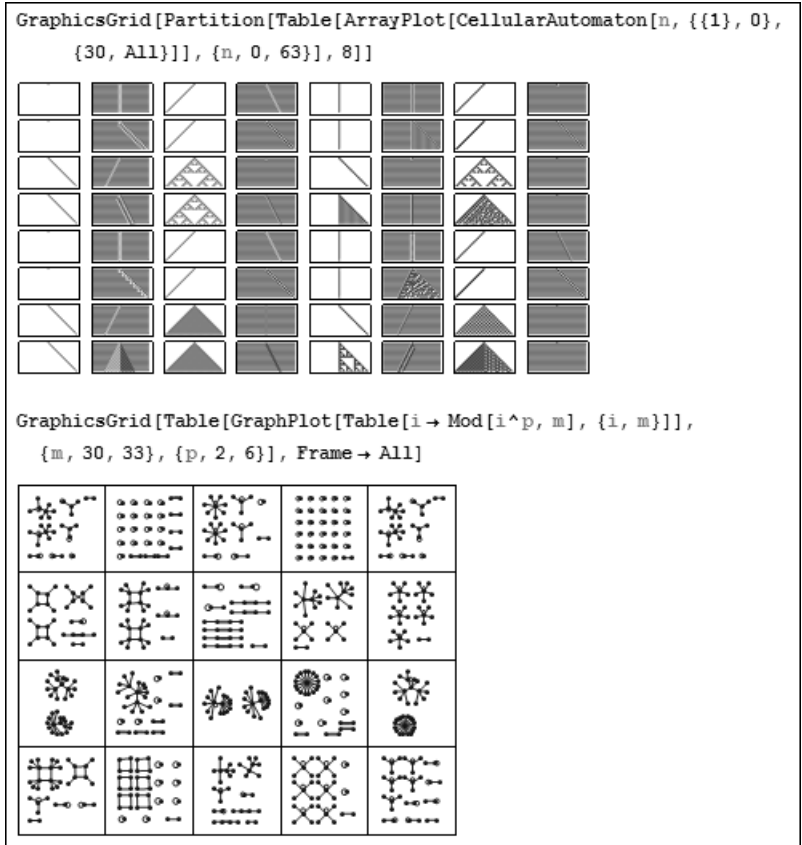 GraphicsGrid[Partition[Table[ArrayPlot[CellularAutomaton[n, {{1}, 0},
{30, All}]], {n, 0, 63}], 8]]
GraphicsGrid[Table[GraphPlot[Table[i → Mod[i^p, m], {i, m}]],
{m, 30, 33}, {p, 2, 6}], Frame → All]